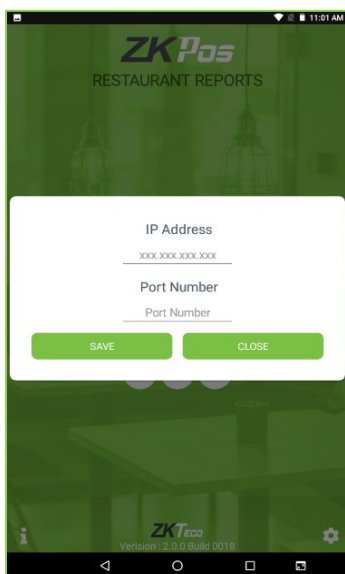 11:01 AM
ZKPos
RESTAURANT REPORTS
IP Address
xxx.xxx.xxx.xxx
Port Number
Port Number
SAVE CLOSE
ZKTeco
Verision : 2.0.0 Build 0018